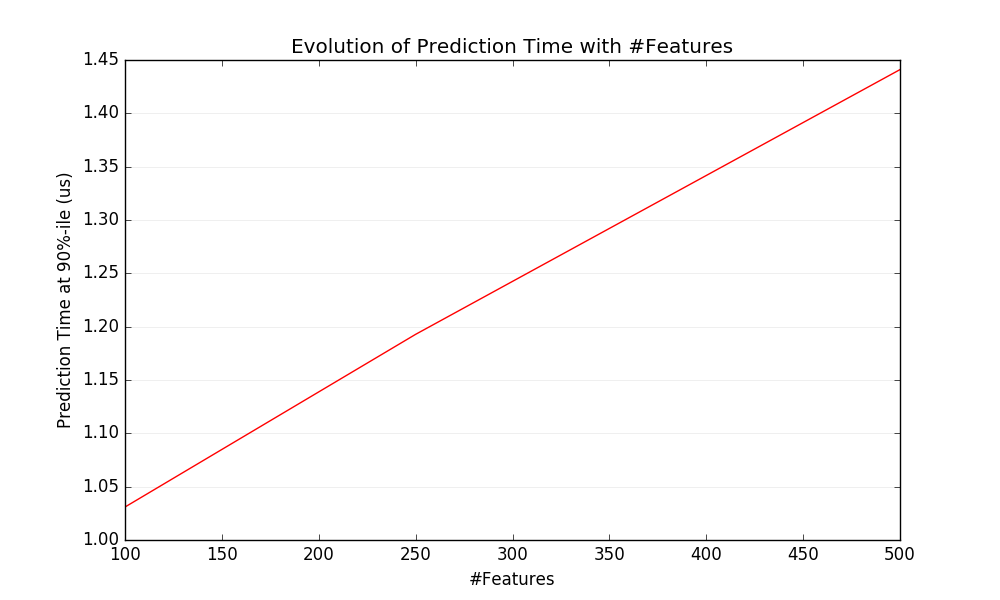 Evolution of Prediction Time with #Features
Prediction Time at 90%-ile (us)
1.45
1.40
1.35
1.30
1.25
1.20
1.15
1.10
1.05
1.00
100 150 200 250 300 350 400 450 500
#Features